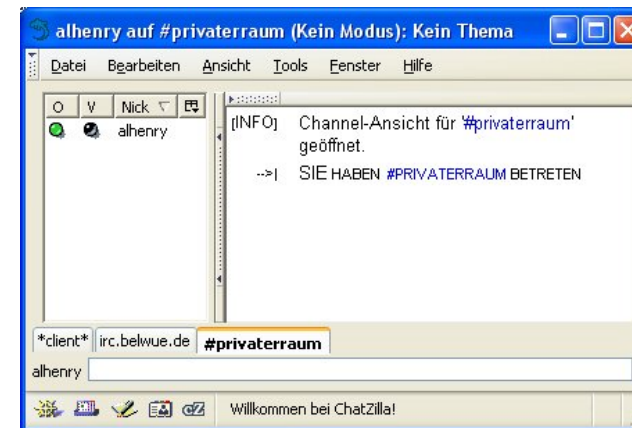 alhenry auf #privaterraum (Kein Modus): Kein Thema
Datei Bearbeiten Ansicht Tools Fenster Hilfe
O V Nick
alhenry
[INFO] Channel-Ansicht für '#privaterraum'
geöffnet.
-->| SIE HABEN #PRIVATERRAUM BETRETEN
*client* irc.belwue.de #privaterraum
alhenry
cZ Willkommen bei ChatZilla!